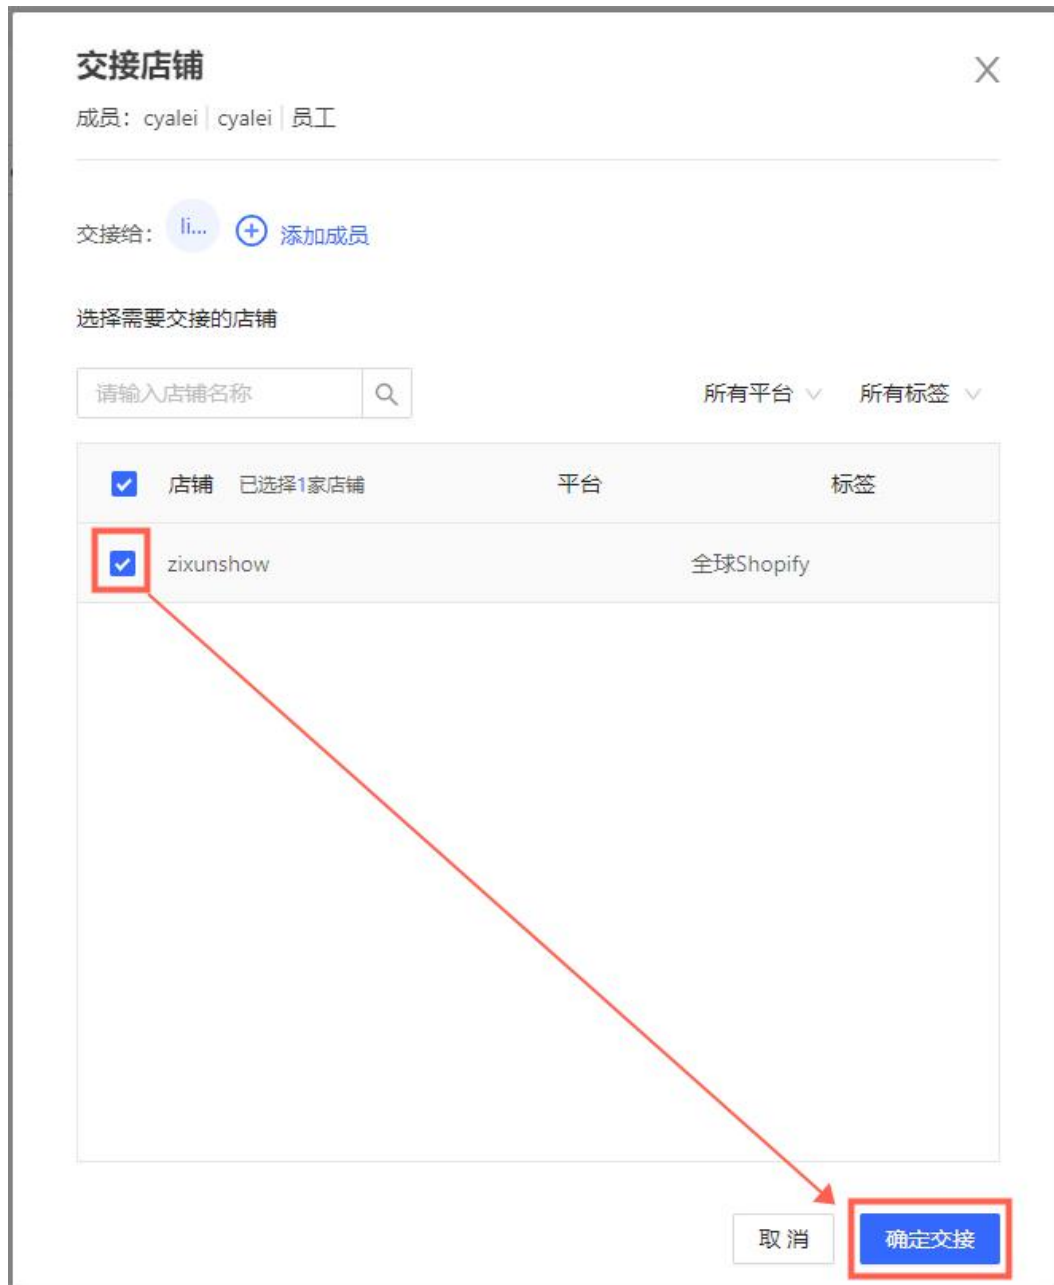 交接店铺
成员：cyalei cyalei 员工
交接给： li... 添加成员
选择需要交接的店铺
请输入店铺名称 所有平台 所有标签
店铺 已选择1家店铺 平台 标签
zixunshow 全球Shopify
取 消 确定交接